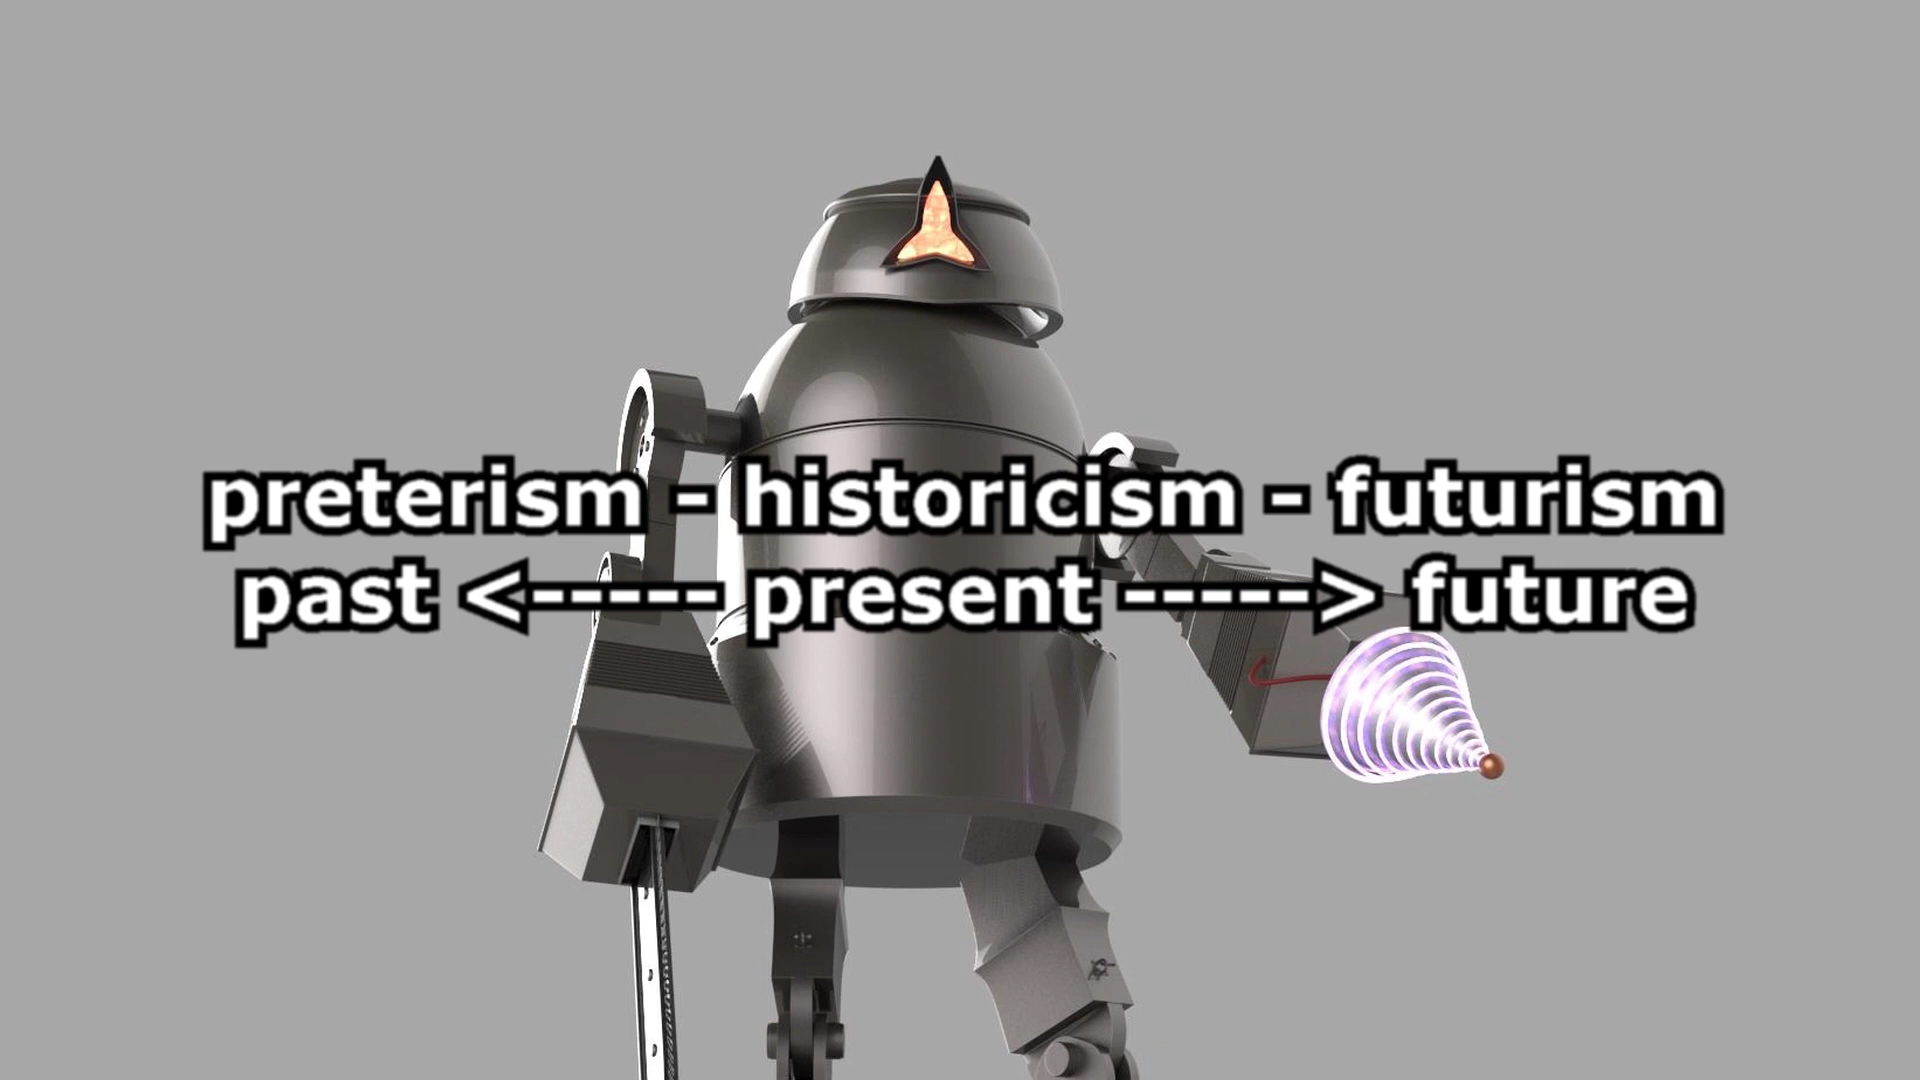 preterism - historicism - futurism
past <----- present -----> future